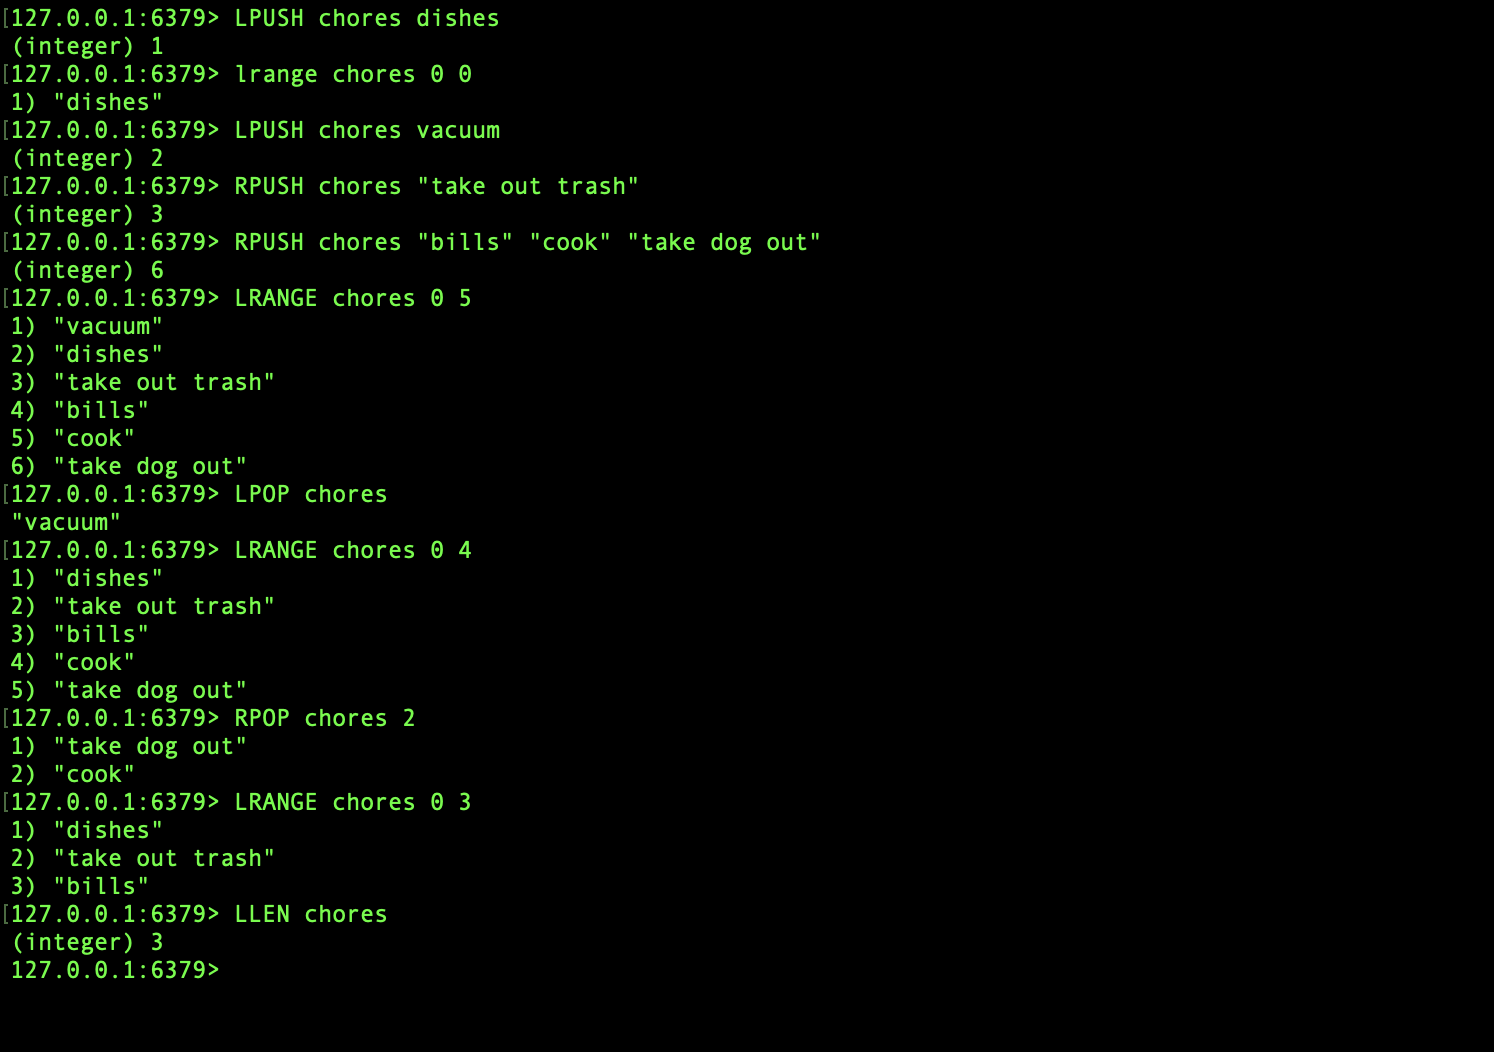 [127.0.0.1:6379> LPUSH chores dishes
(integer) 1
[127.0.0.1:6379> lrange chores 0 0
1) "dishes"
[127.0.0.1:6379> LPUSH chores vacuum
(integer) 2
[127.0.0.1:6379> RPUSH chores "take out trash"
(integer) 3
[127.0.0.1:6379> RPUSH chores "bills" "cook" "take dog out"
(integer) 6
[127.0.0.1:6379> LRANGE chores 0 5
1) "vacuum"
2) "dishes"
3) "take out trash"
4) "bills"
5) "cook"
6) "take dog out"
[127.0.0.1:6379> LPOP chores
"vacuum"
[127.0.0.1:6379> LRANGE chores 0 4
1) "dishes"
2) "take out trash"
3) "bills"
4) "cook"
5) "take dog out"
[127.0.0.1:6379> RPOP chores 2
1) "take dog out"
2) "cook"
[127.0.0.1:6379> LRANGE chores 0 3
1) "dishes"
2) "take out trash"
3) "bills"
[127.0.0.1:6379> LLEN chores
(integer) 3
127.0.0.1:6379>